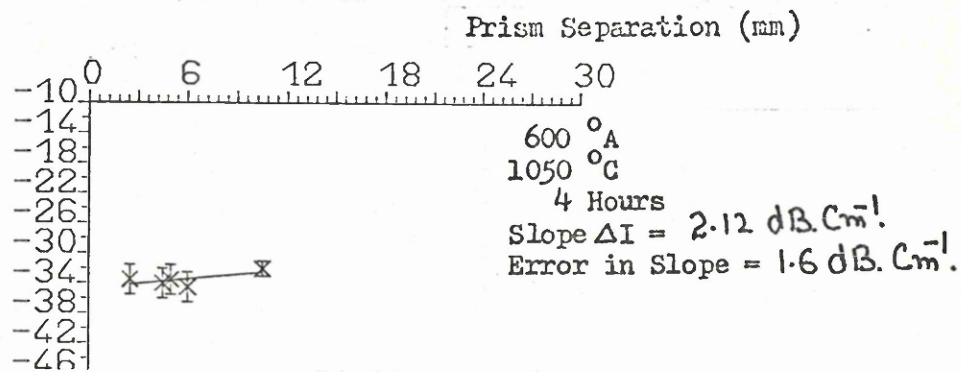 Prism Separation (mm)
0 6 12 18 24 30
-10
-14
-18
-22
-26
-30
-34
-38
-42
-46
600 °A
1050 °C
4 Hours
Slope ΔI = 2.12 dB.Cm⁻¹.
Error in Slope = 1.6 dB.Cm⁻¹.